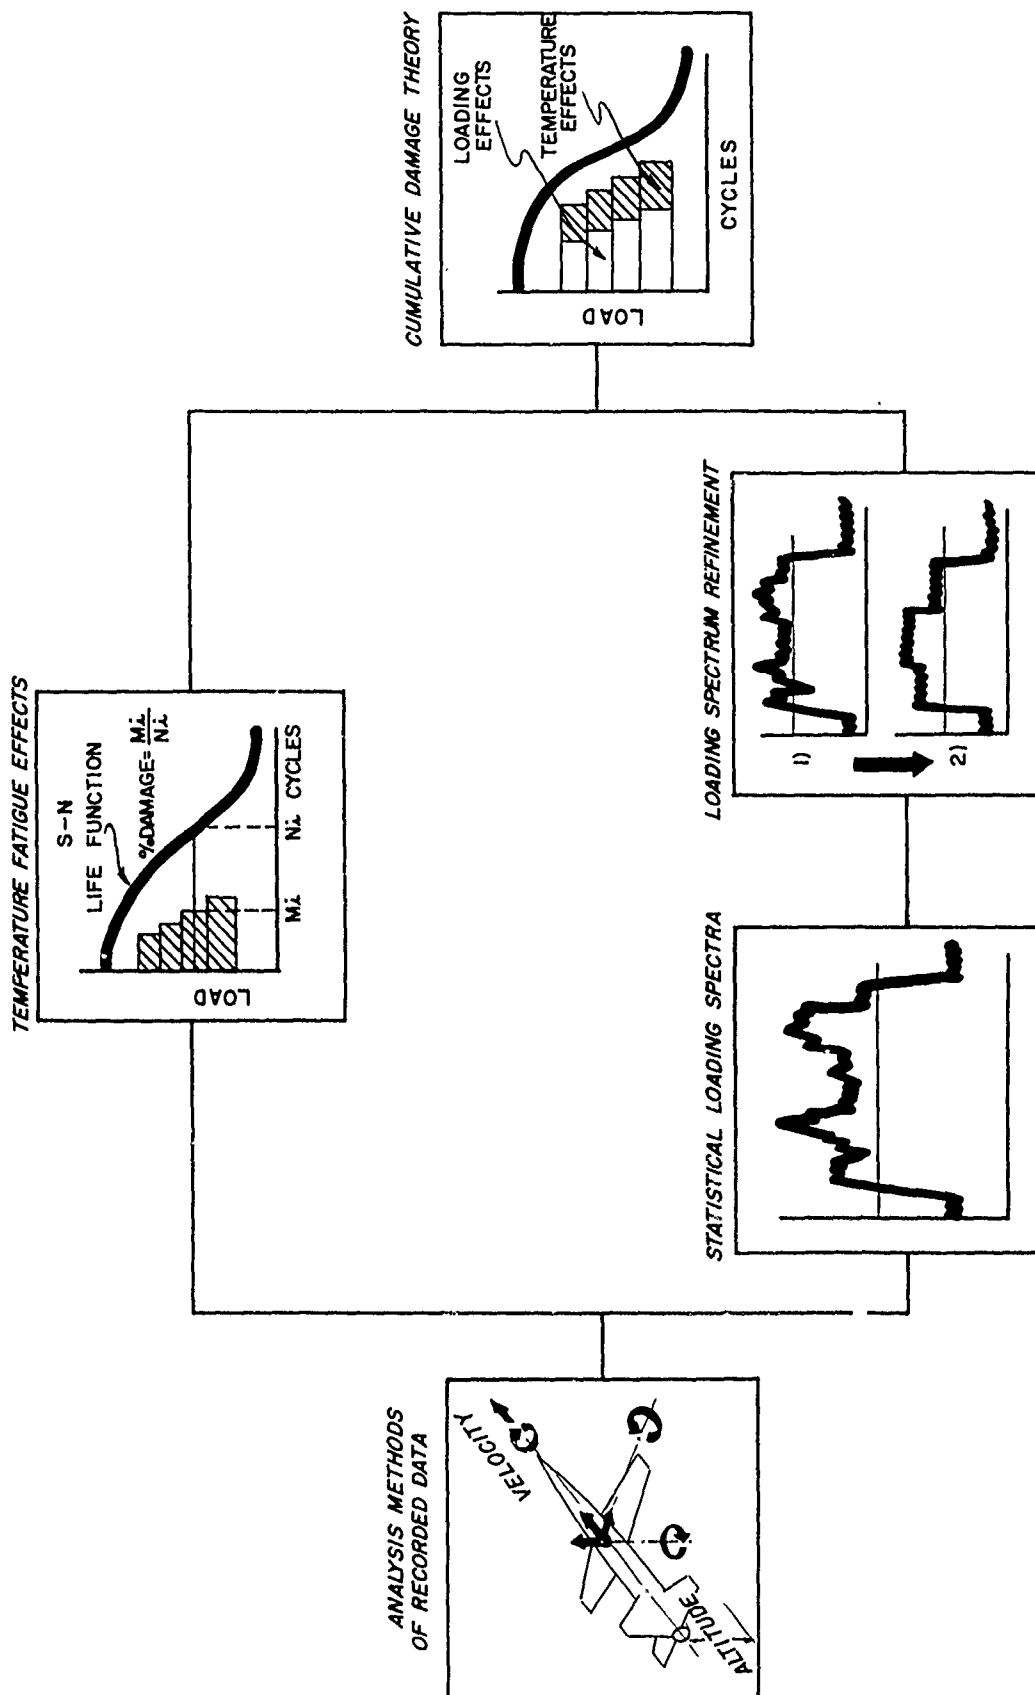 ANALYSIS METHODS
OF RECORDED DATA
VELOCITY
ALTITUDE
TEMPERATURE FATIGUE EFFECTS
S-N
LIFE FUNCTION
%DAMAGE=Mi/Ni
LOAD
Mi
Ni CYCLES
STATISTICAL LOADING SPECTRA
LOADING SPECTRUM REFINEMENT
1)
2)
CUMULATIVE DAMAGE THEORY
LOADING
EFFECTS
TEMPERATURE
EFFECTS
LOAD
CYCLES